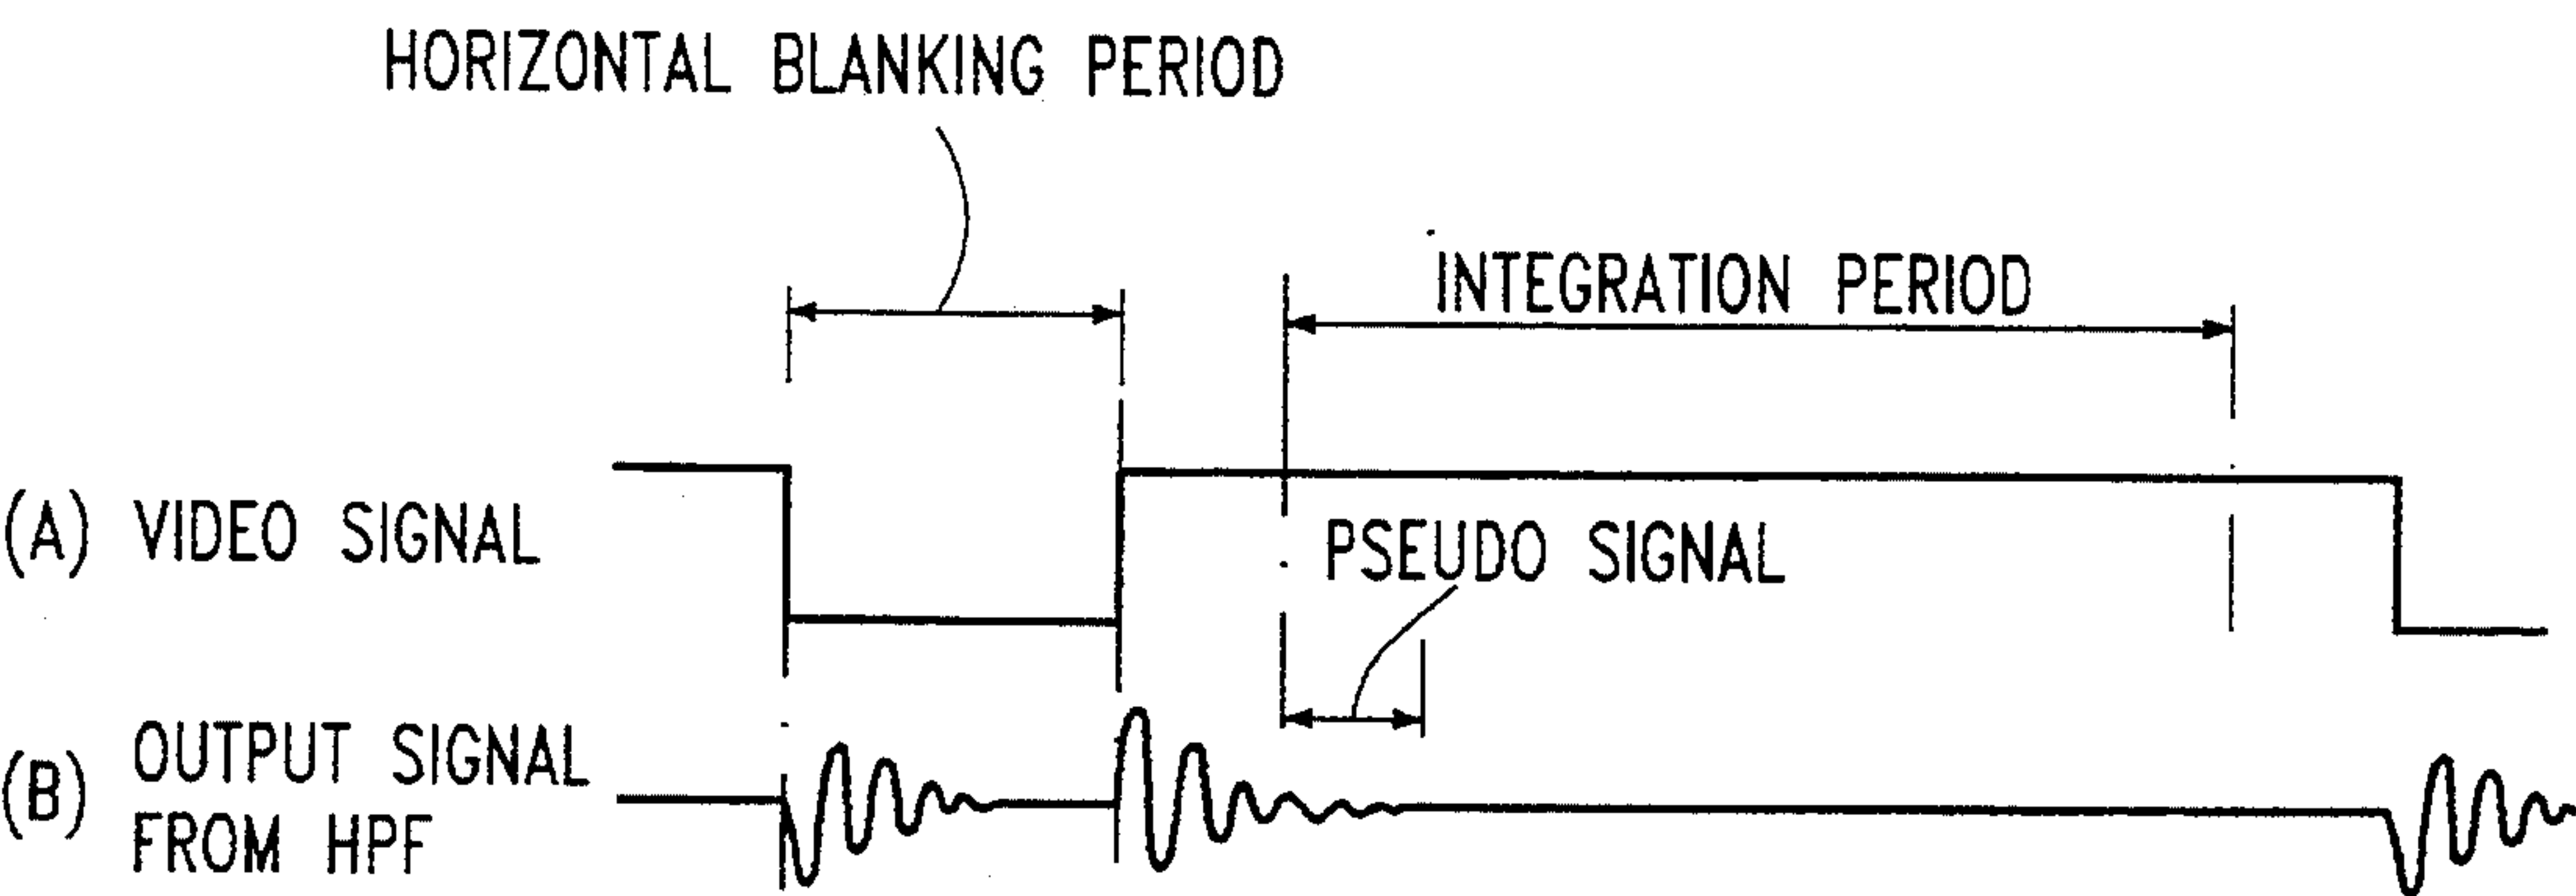 HORIZONTAL BLANKING PERIOD
INTEGRATION PERIOD
(A) VIDEO SIGNAL
PSEUDO SIGNAL
(B) OUTPUT SIGNAL
FROM HPF